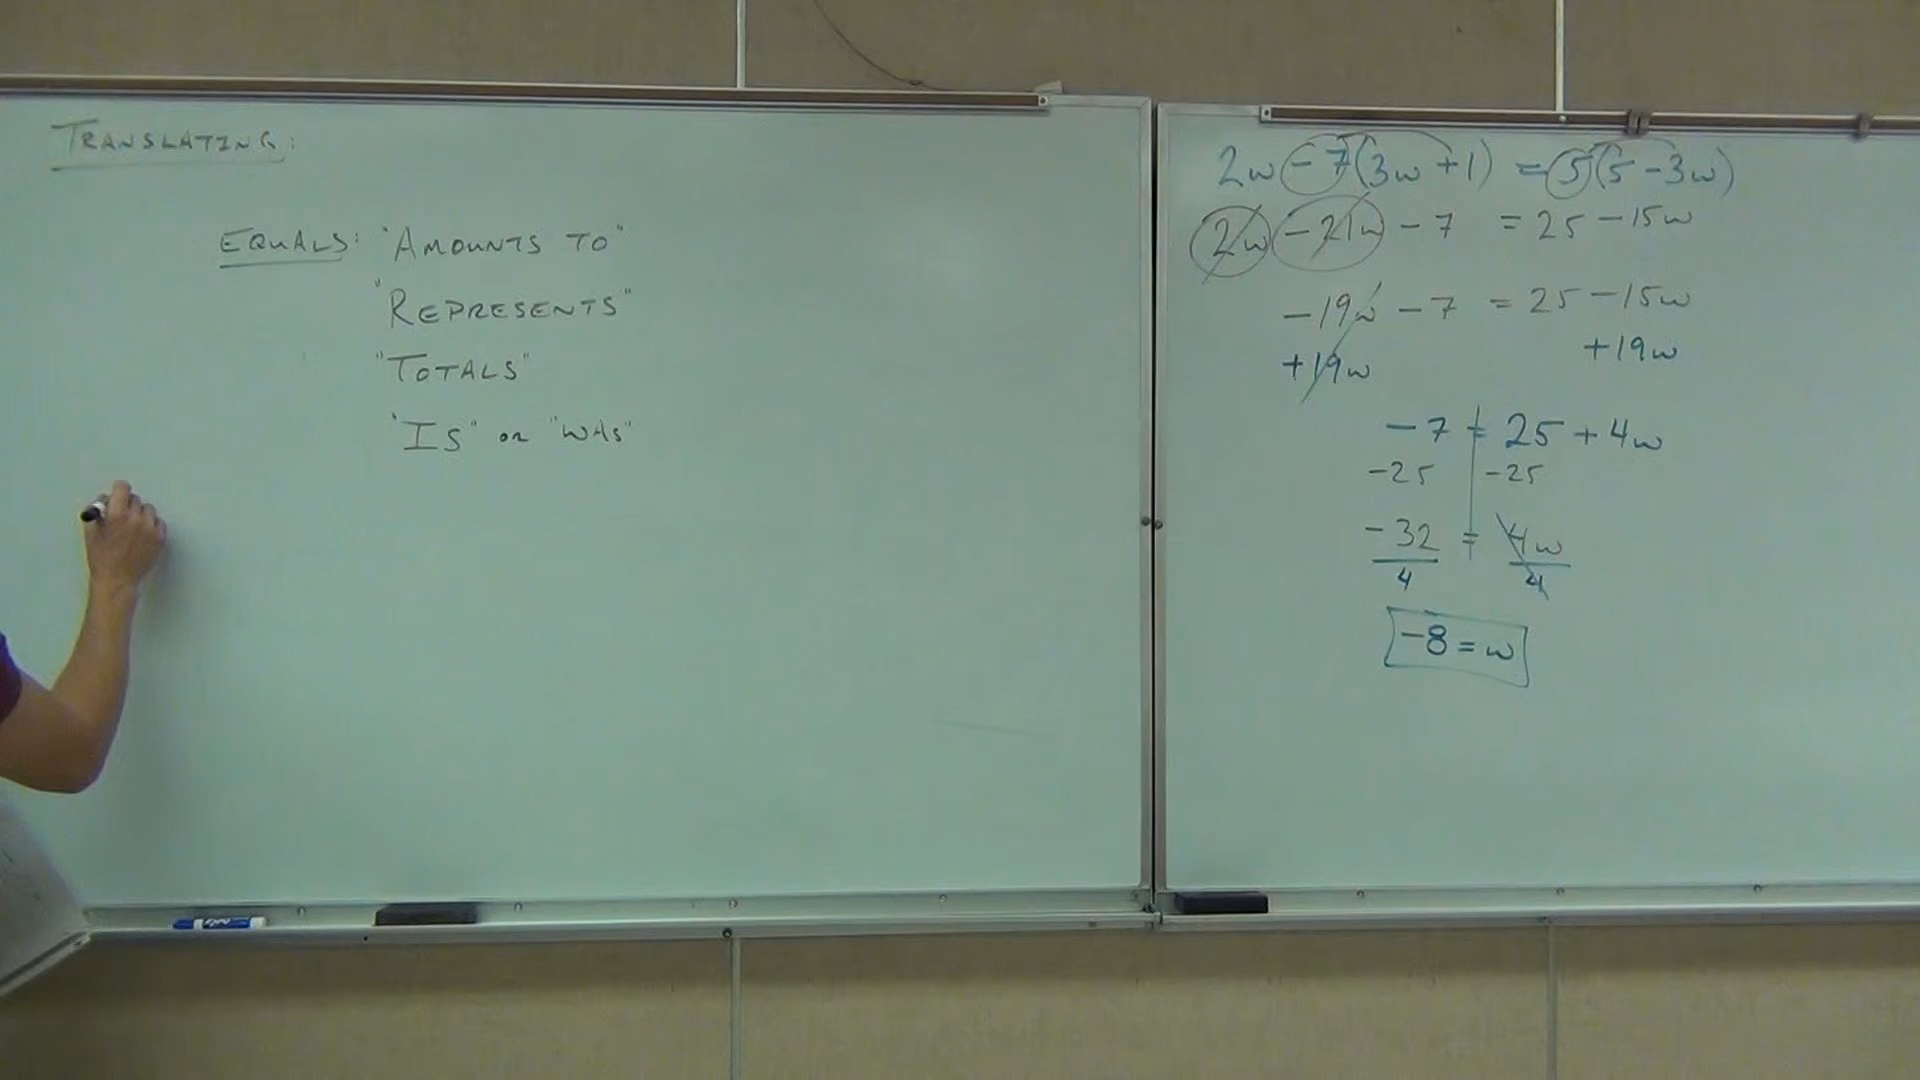 TRANSLATING:
EQUALS: "AMOUNTS TO"
"REPRESENTS"
"TOTALS"
"IS" OR "WAS"
2w - 7(3w + 1) = 5(5 - 3w)
2w - 21w - 7 = 25 - 15w
-19w - 7 = 25 - 15w
+19w +19w
-7 = 25 + 4w
-25 -25
-32 = 4w
4 4
-8 = w